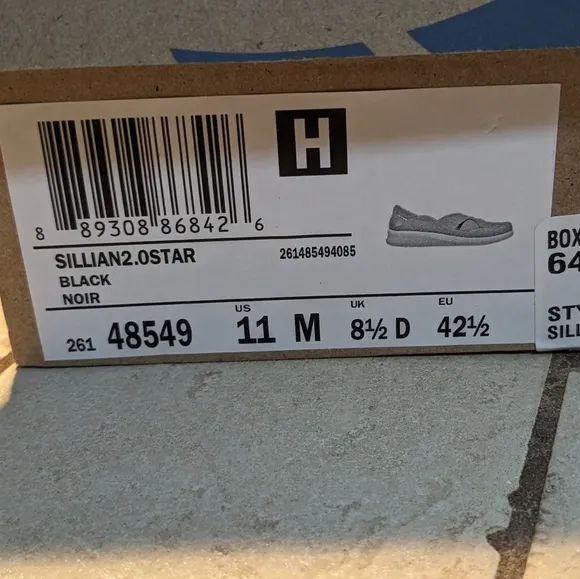 H
8 89308 86842 6
SILLIAN2.0STAR 261485494085
BLACK
NOIR
US UK EU
261 48549 11 M 8½ D 42½
BOX
64
STY
SILL